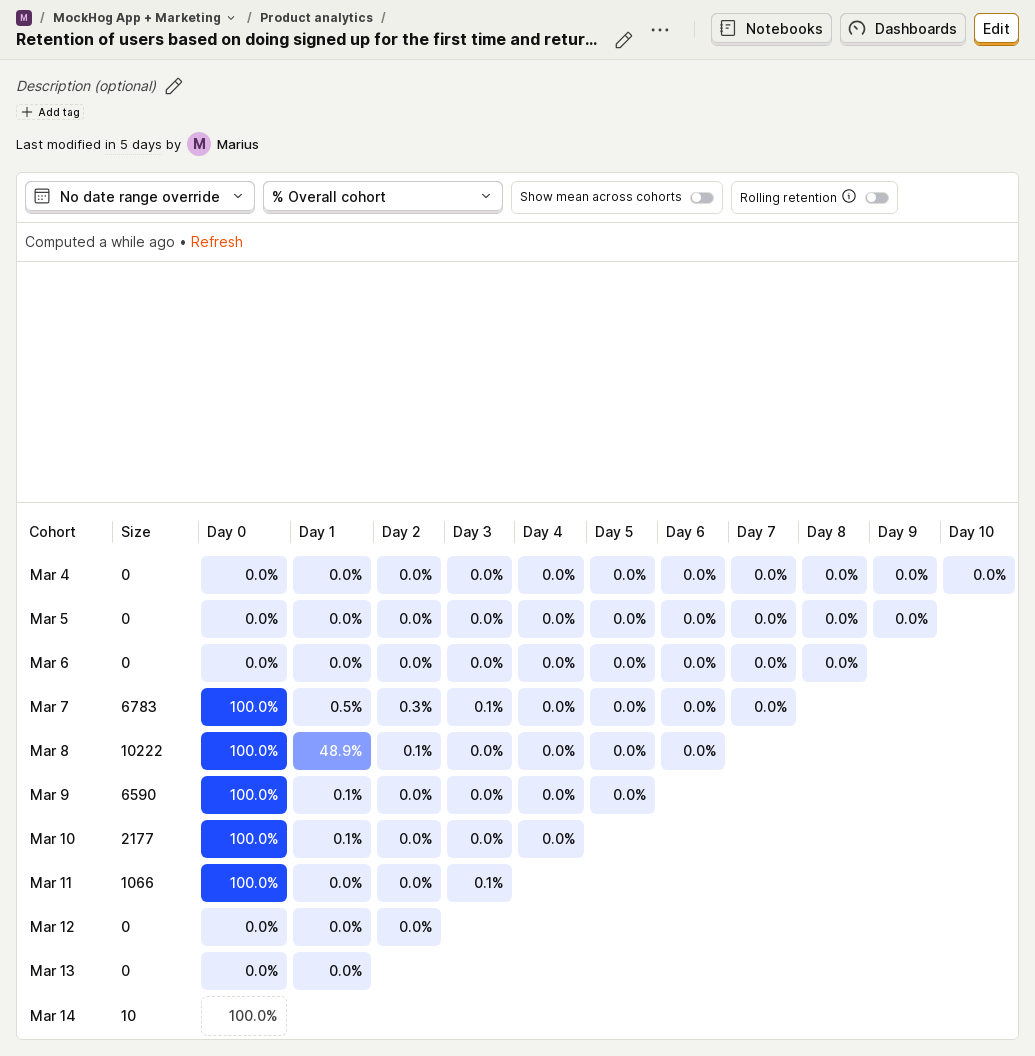 M / MockHog App + Marketing / Product analytics /
Retention of users based on doing signed up for the first time and retur...
Notebooks
Dashboards
Edit
Description (optional)
Add tag
Last modified in 5 days by M Marius
No date range override
% Overall cohort
Show mean across cohorts
Rolling retention
Computed a while ago • Refresh
Cohort Size Day 0 Day 1 Day 2 Day 3 Day 4 Day 5 Day 6 Day 7 Day 8 Day 9 Day 10
Mar 4 0 0.0% 0.0% 0.0% 0.0% 0.0% 0.0% 0.0% 0.0% 0.0% 0.0% 0.0%
Mar 5 0 0.0% 0.0% 0.0% 0.0% 0.0% 0.0% 0.0% 0.0% 0.0% 0.0%
Mar 6 0 0.0% 0.0% 0.0% 0.0% 0.0% 0.0% 0.0% 0.0% 0.0%
Mar 7 6783 100.0% 0.5% 0.3% 0.1% 0.0% 0.0% 0.0% 0.0%
Mar 8 10222 100.0% 48.9% 0.1% 0.0% 0.0% 0.0% 0.0%
Mar 9 6590 100.0% 0.1% 0.0% 0.0% 0.0% 0.0%
Mar 10 2177 100.0% 0.1% 0.0% 0.0% 0.0%
Mar 11 1066 100.0% 0.0% 0.0% 0.1%
Mar 12 0 0.0% 0.0% 0.0%
Mar 13 0 0.0% 0.0%
Mar 14 10 100.0%